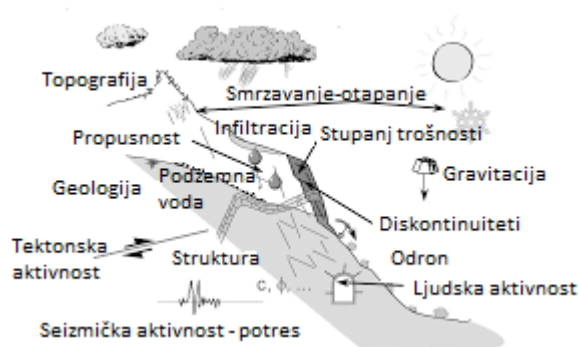 Topografija
Smrzavanje-otapanje
Infiltracija
Stupanj trošnosti
Propusnost
Gravitacija
Podzemna
voda
Geologija
Diskontinuiteti
Tektonska
aktivnost
Struktura
Odron
c, ϕ, ...
Ljudska aktivnost
Seizmička aktivnost - potres